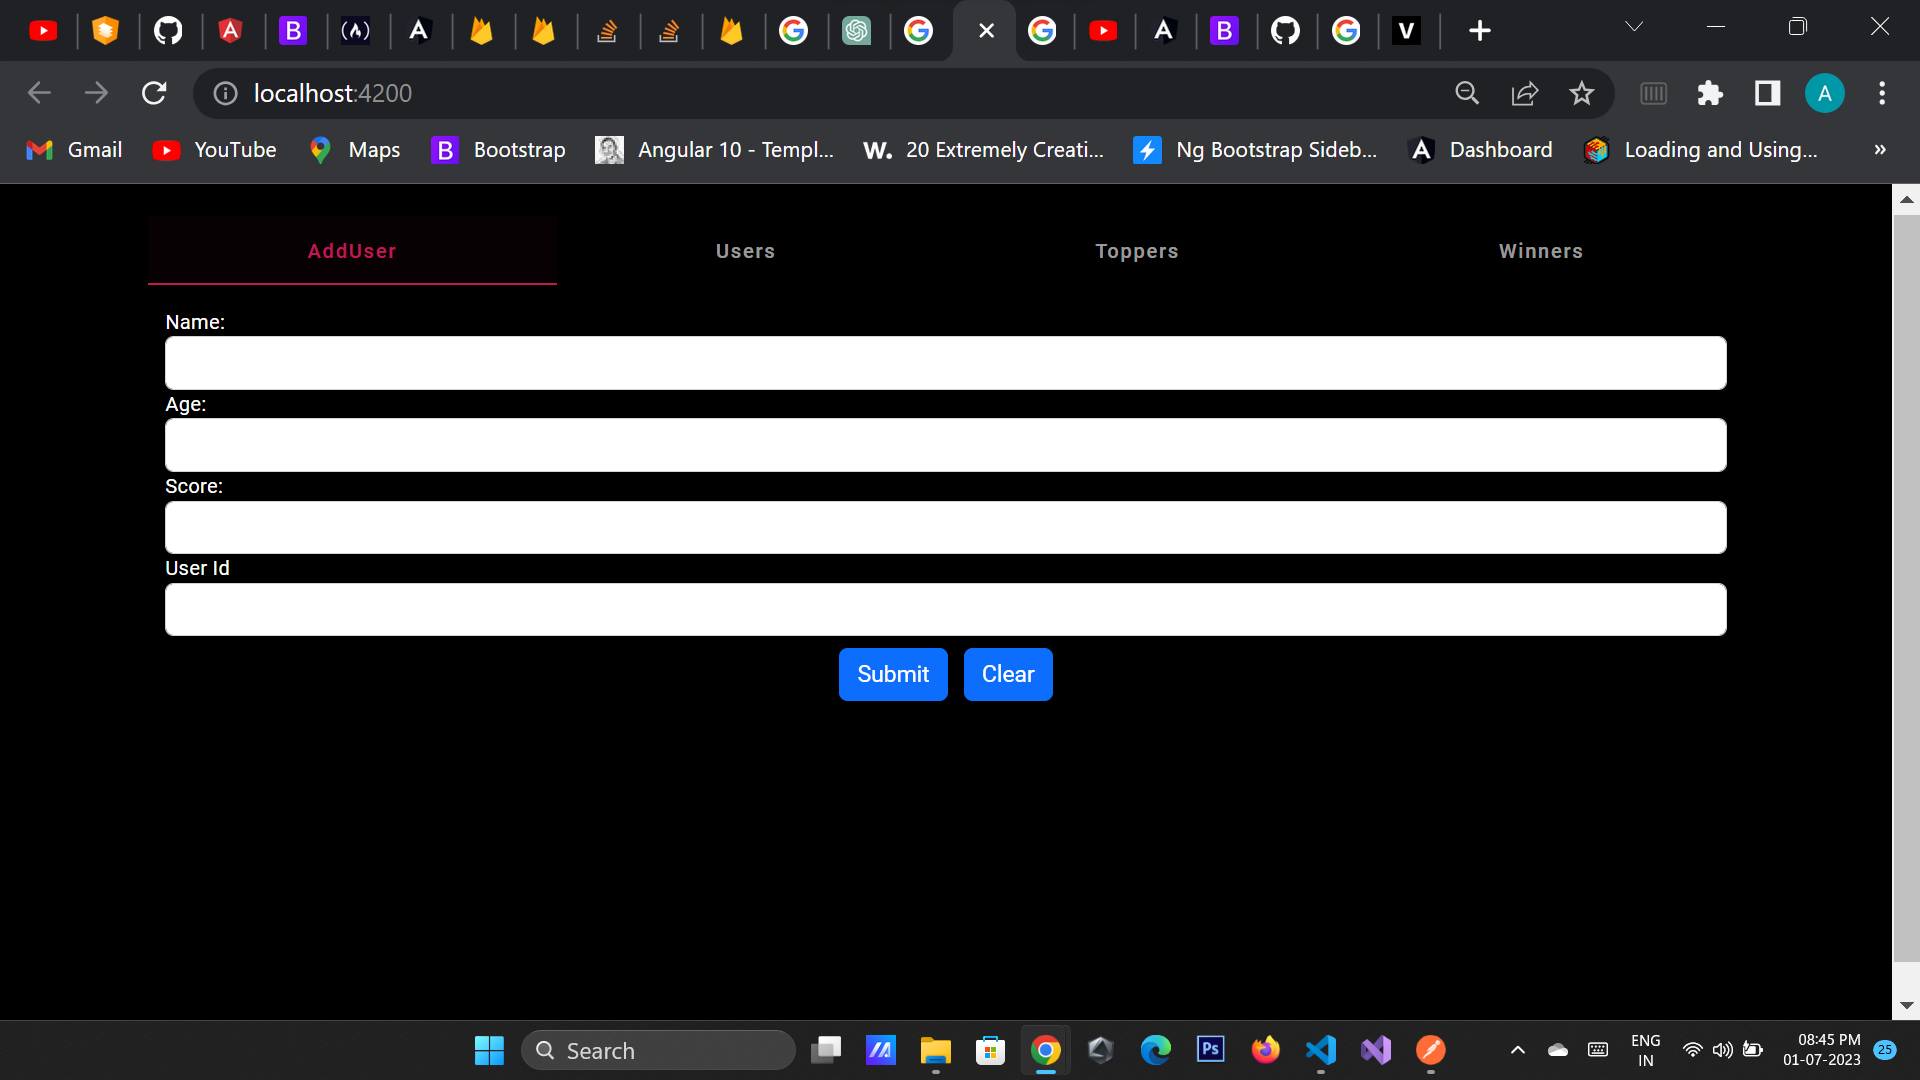 localhost:4200
Gmail YouTube Maps B Bootstrap Angular 10 - Templ... W. 20 Extremely Creati... Ng Bootstrap Sideb... Dashboard Loading and Using... »
AddUser Users Toppers Winners
Name:
Age:
Score:
User Id
Submit Clear
Search
Ps
ENG
IN
08:45 PM
01-07-2023
25